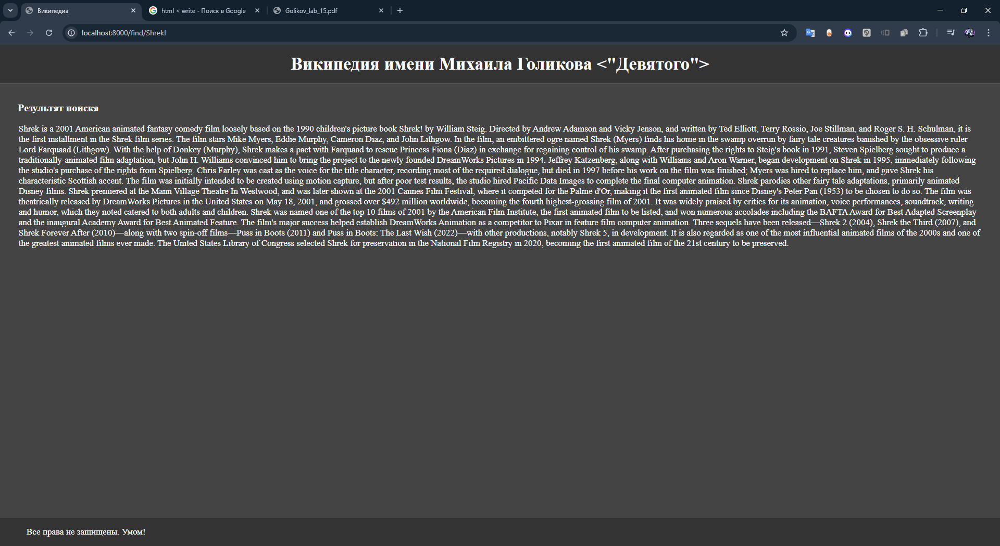 Википедия
html < write - Поиск в Google
Golikov_lab_15.pdf
localhost:8000/find/Shrek!
Википедия имени Михаила Голикова <"Девятого">
Результат поиска
Shrek is a 2001 American animated fantasy comedy film loosely based on the 1990 children's picture book Shrek! by William Steig. Directed by Andrew Adamson and Vicky Jenson, and written by Ted Elliott, Terry Rossio, Joe Stillman, and Roger S. H. Schulman, it is
the first installment in the Shrek film series. The film stars Mike Myers, Eddie Murphy, Cameron Diaz, and John Lithgow. In the film, an embittered ogre named Shrek (Myers) finds his home in the swamp overrun by fairy tale creatures banished by the obsessive ruler
Lord Farquaad (Lithgow). With the help of Donkey (Murphy), Shrek makes a pact with Farquaad to rescue Princess Fiona (Diaz) in exchange for regaining control of his swamp. After purchasing the rights to Steig's book in 1991, Steven Spielberg sought to produce a
traditionally-animated film adaptation, but John H. Williams convinced him to bring the project to the newly founded DreamWorks Pictures in 1994. Jeffrey Katzenberg, along with Williams and Aron Warner, began development on Shrek in 1995, immediately following
the studio's purchase of the rights from Spielberg. Chris Farley was cast as the voice for the title character, recording most of the required dialogue, but died in 1997 before his work on the film was finished; Myers was hired to replace him, and gave Shrek his
characteristic Scottish accent. The film was initially intended to be created using motion capture, but after poor test results, the studio hired Pacific Data Images to complete the final computer animation. Shrek parodies other fairy tale adaptations, primarily animated
Disney films. Shrek premiered at the Mann Village Theatre In Westwood, and was later shown at the 2001 Cannes Film Festival, where it competed for the Palme d'Or, making it the first animated film since Disney's Peter Pan (1953) to be chosen to do so. The film was
theatrically released by DreamWorks Pictures in the United States on May 18, 2001, and grossed over $492 million worldwide, becoming the fourth highest-grossing film of 2001. It was widely praised by critics for its animation, voice performances, soundtrack, writing
and humor, which they noted catered to both adults and children. Shrek was named one of the top 10 films of 2001 by the American Film Institute, the first animated film to be listed, and won numerous accolades including the BAFTA Award for Best Adapted Screenplay
and the inaugural Academy Award for Best Animated Feature. The film's major success helped establish DreamWorks Animation as a competitor to Pixar in feature film computer animation. Three sequels have been released—Shrek 2 (2004), Shrek the Third (2007), and
Shrek Forever After (2010)—along with two spin-off films—Puss in Boots (2011) and Puss in Boots: The Last Wish (2022)—with other productions, notably Shrek 5, in development. It is also regarded as one of the most influential animated films of the 2000s and one of
the greatest animated films ever made. The United States Library of Congress selected Shrek for preservation in the National Film Registry in 2020, becoming the first animated film of the 21st century to be preserved.
Все права не защищены. Умом!